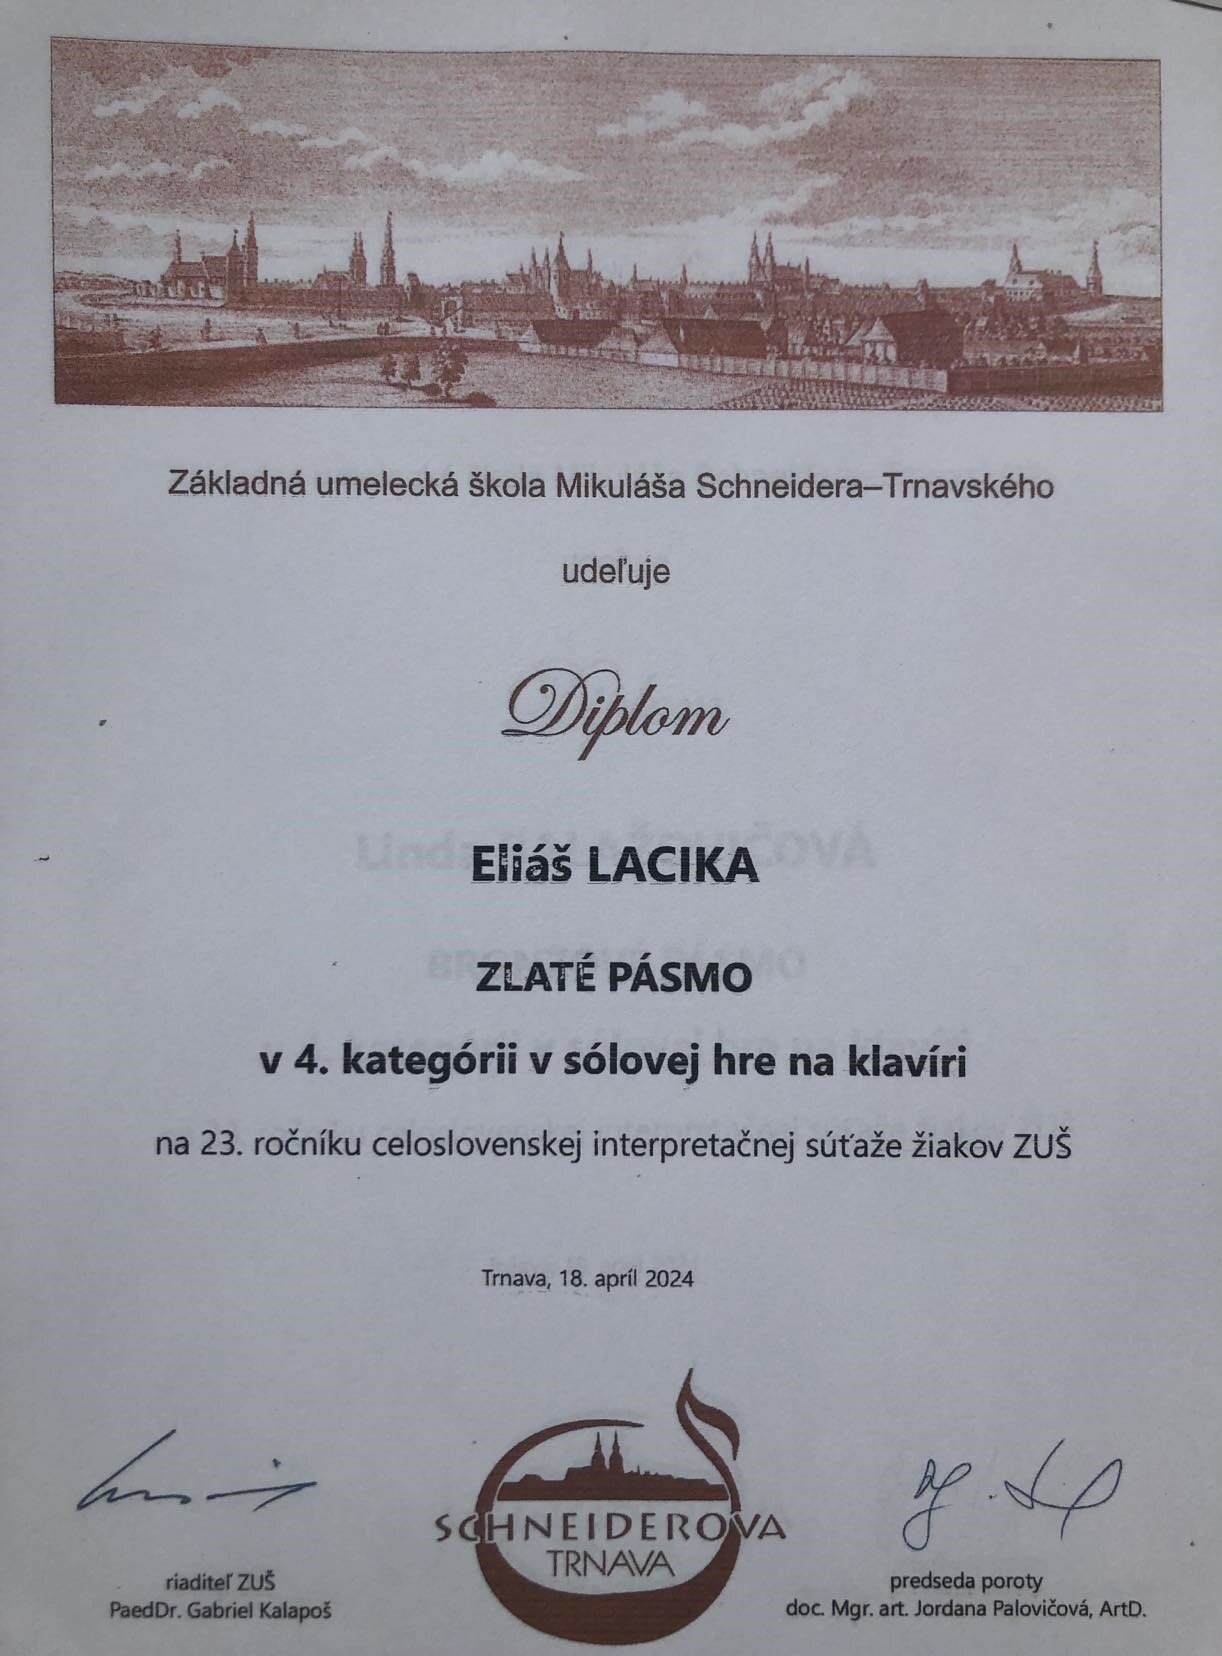 Základná umelecká škola Mikuláša Schneidera–Trnavského
udeľuje
Diplom
Eliáš LACIKA
ZLATÉ PÁSMO
v 4. kategórii v sólovej hre na klavíri
na 23. ročníku celoslovenskej interpretačnej súťaže žiakov ZUŠ
Trnava, 18. apríl 2024
SCHNEIDEROVA
TRNAVA
riaditeľ ZUŠ
PaedDr. Gabriel Kalapoš
predseda poroty
doc. Mgr. art. Jordana Palovičová, ArtD.